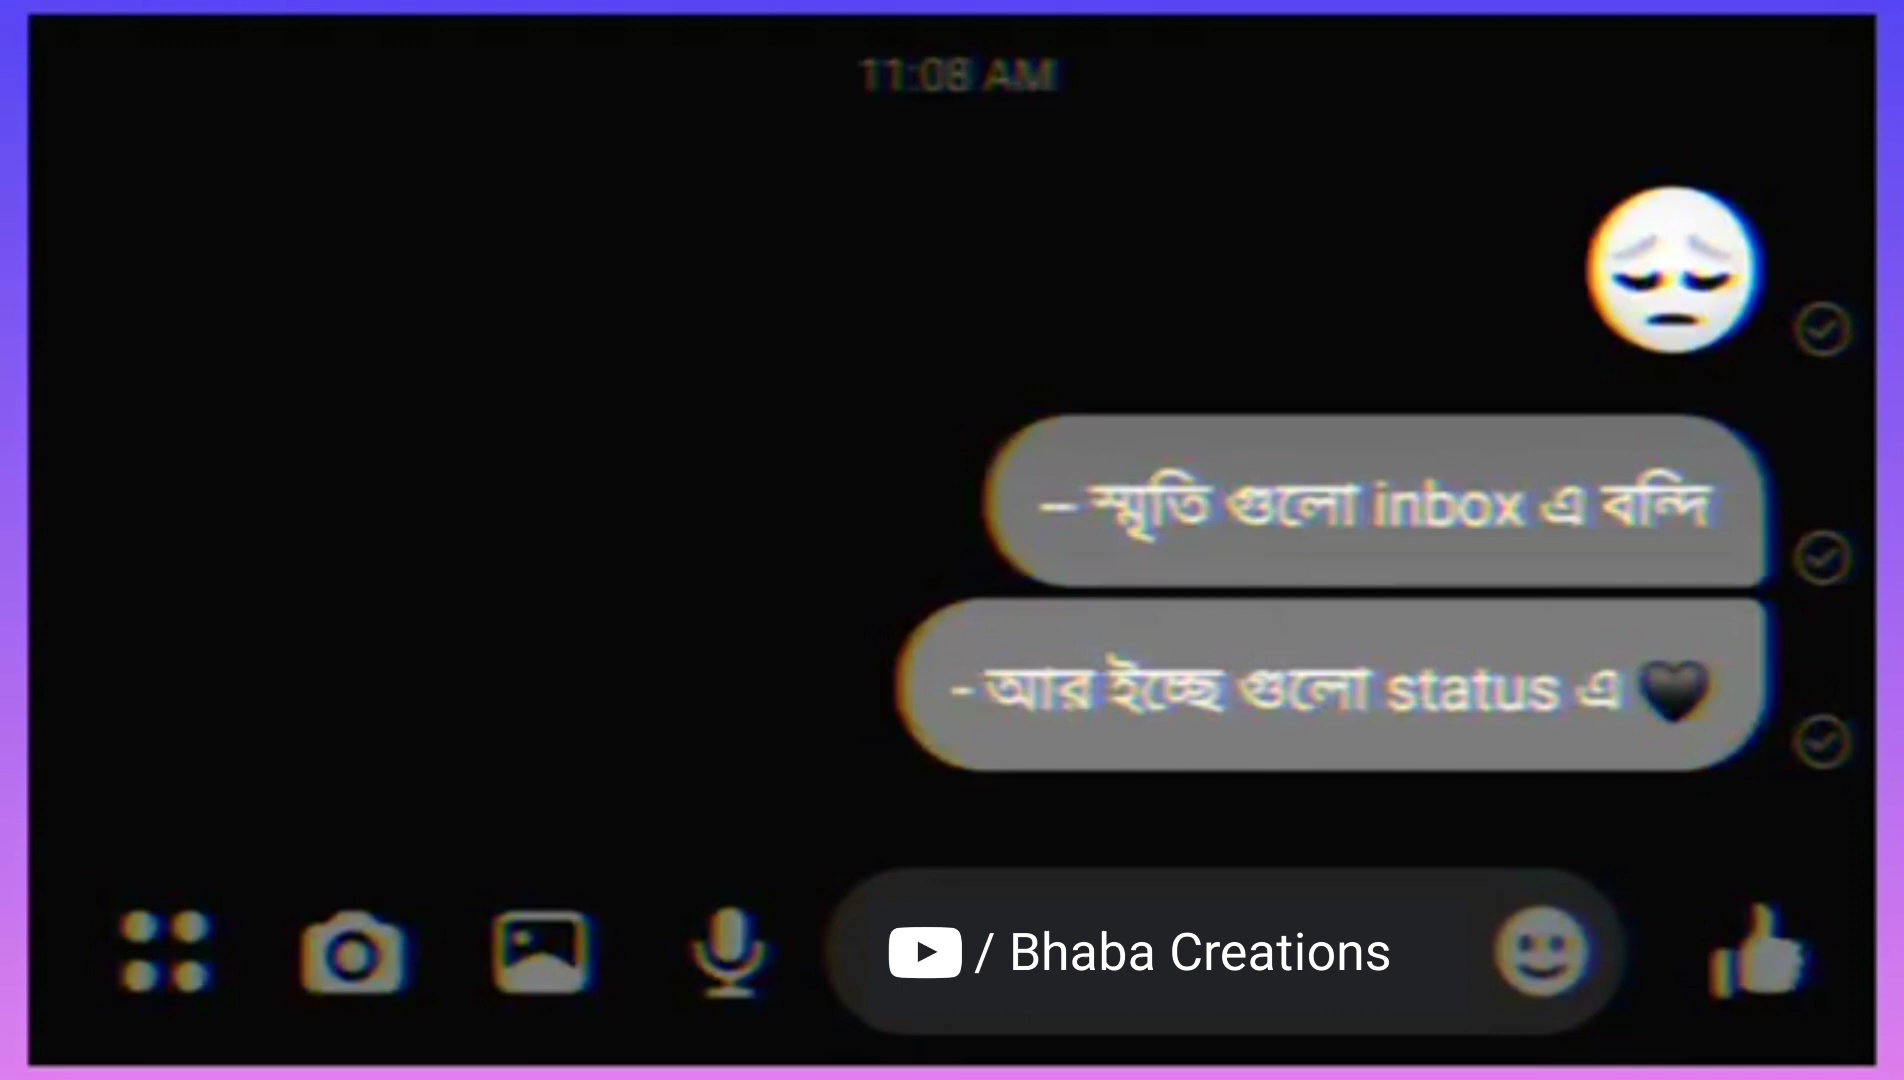 11:08 AM
😔
– স্মৃতি গুলো inbox এ বন্দি
- আর ইচ্ছে গুলো status এ 🖤
/ Bhaba Creations